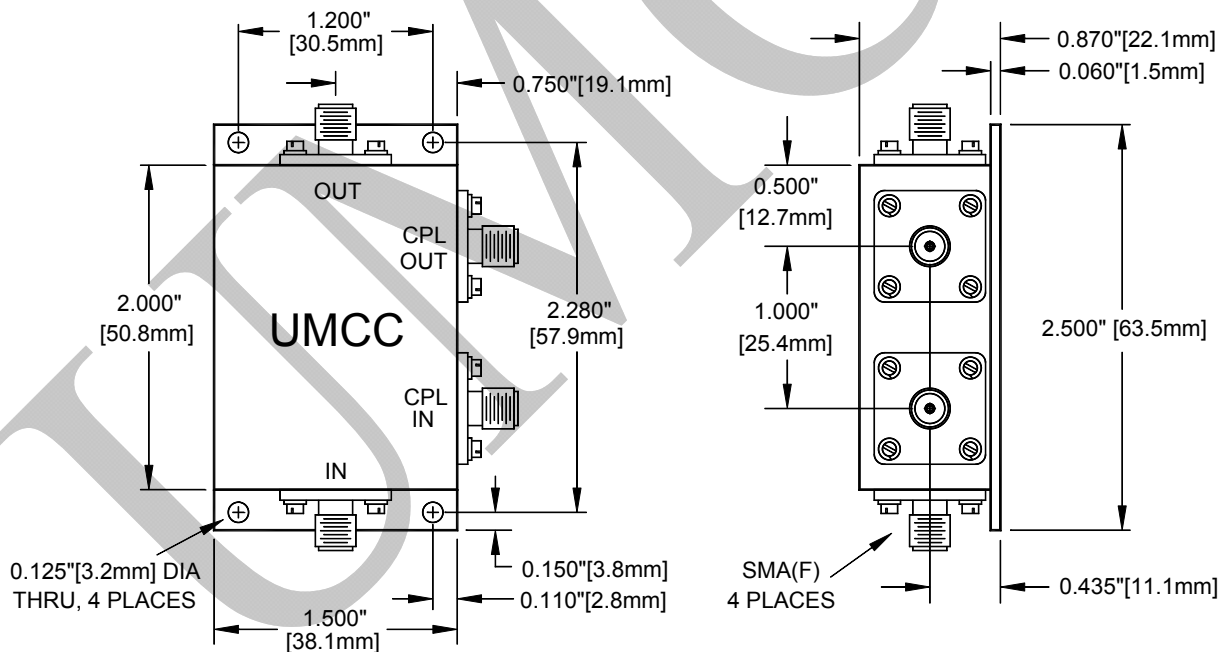 1.200"
[30.5mm]
0.750"[19.1mm]
0.870"[22.1mm]
0.060"[1.5mm]
OUT
CPL
OUT
2.000"
[50.8mm]
UMCC
2.280"
[57.9mm]
CPL
IN
IN
0.500"
[12.7mm]
1.000"
[25.4mm]
2.500" [63.5mm]
0.125"[3.2mm] DIA
THRU, 4 PLACES
0.150"[3.8mm]
0.110"[2.8mm]
1.500"
[38.1mm]
SMA(F)
4 PLACES
0.435"[11.1mm]
UMC